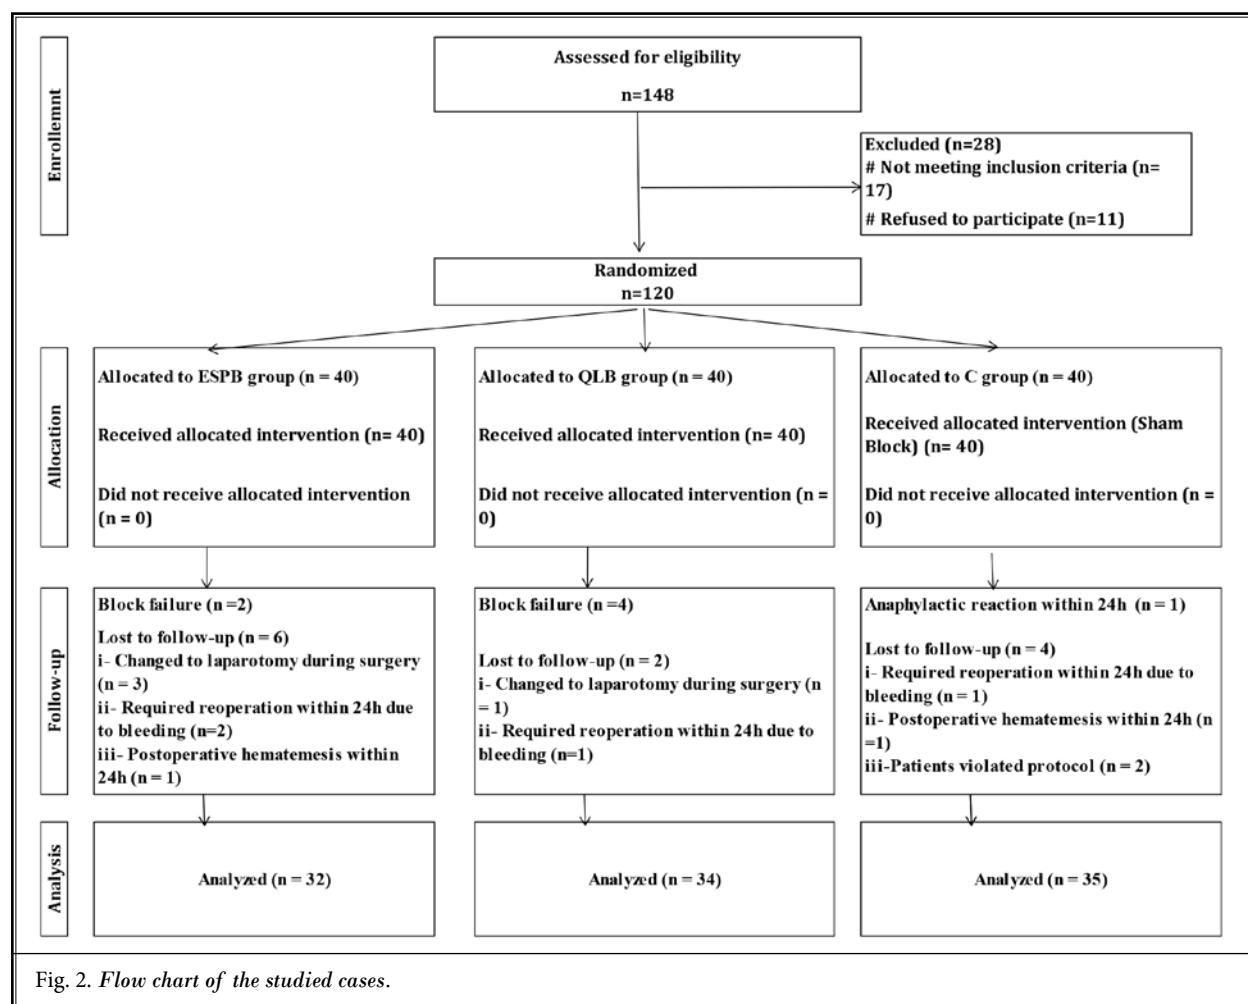 Enrollemnt
Assessed for eligibility
n=148
Excluded (n=28)
# Not meeting inclusion criteria (n=
17)
# Refused to participate (n=11)
Randomized
n=120
Allocation
Allocated to ESPB group (n = 40)
Received allocated intervention (n= 40)
Did not receive allocated intervention
(n = 0)
Allocated to QLB group (n = 40)
Received allocated intervention (n= 40)
Did not receive allocated intervention (n =
0)
Allocated to C group (n = 40)
Received allocated intervention (Sham
Block) (n= 40)
Did not receive allocated intervention (n =
0)
Follow-up
Block failure (n =2)
Lost to follow-up (n = 6)
i- Changed to laparotomy during surgery
(n = 3)
ii- Required reoperation within 24h due
to bleeding (n=2)
iii- Postoperative hematemesis within
24h (n = 1)
Block failure (n =4)
Lost to follow-up (n = 2)
i- Changed to laparotomy during surgery (n
= 1)
ii- Required reoperation within 24h due to
bleeding (n=1)
Anaphylactic reaction within 24h (n = 1)
Lost to follow-up (n = 4)
i- Required reoperation within 24h due to
bleeding (n = 1)
ii- Postoperative hematemesis within 24h (n
=1)
iii-Patients violated protocol (n = 2)
Analysis
Analyzed (n = 32)
Analyzed (n = 34)
Analyzed (n = 35)
Fig. 2. Flow chart of the studied cases.